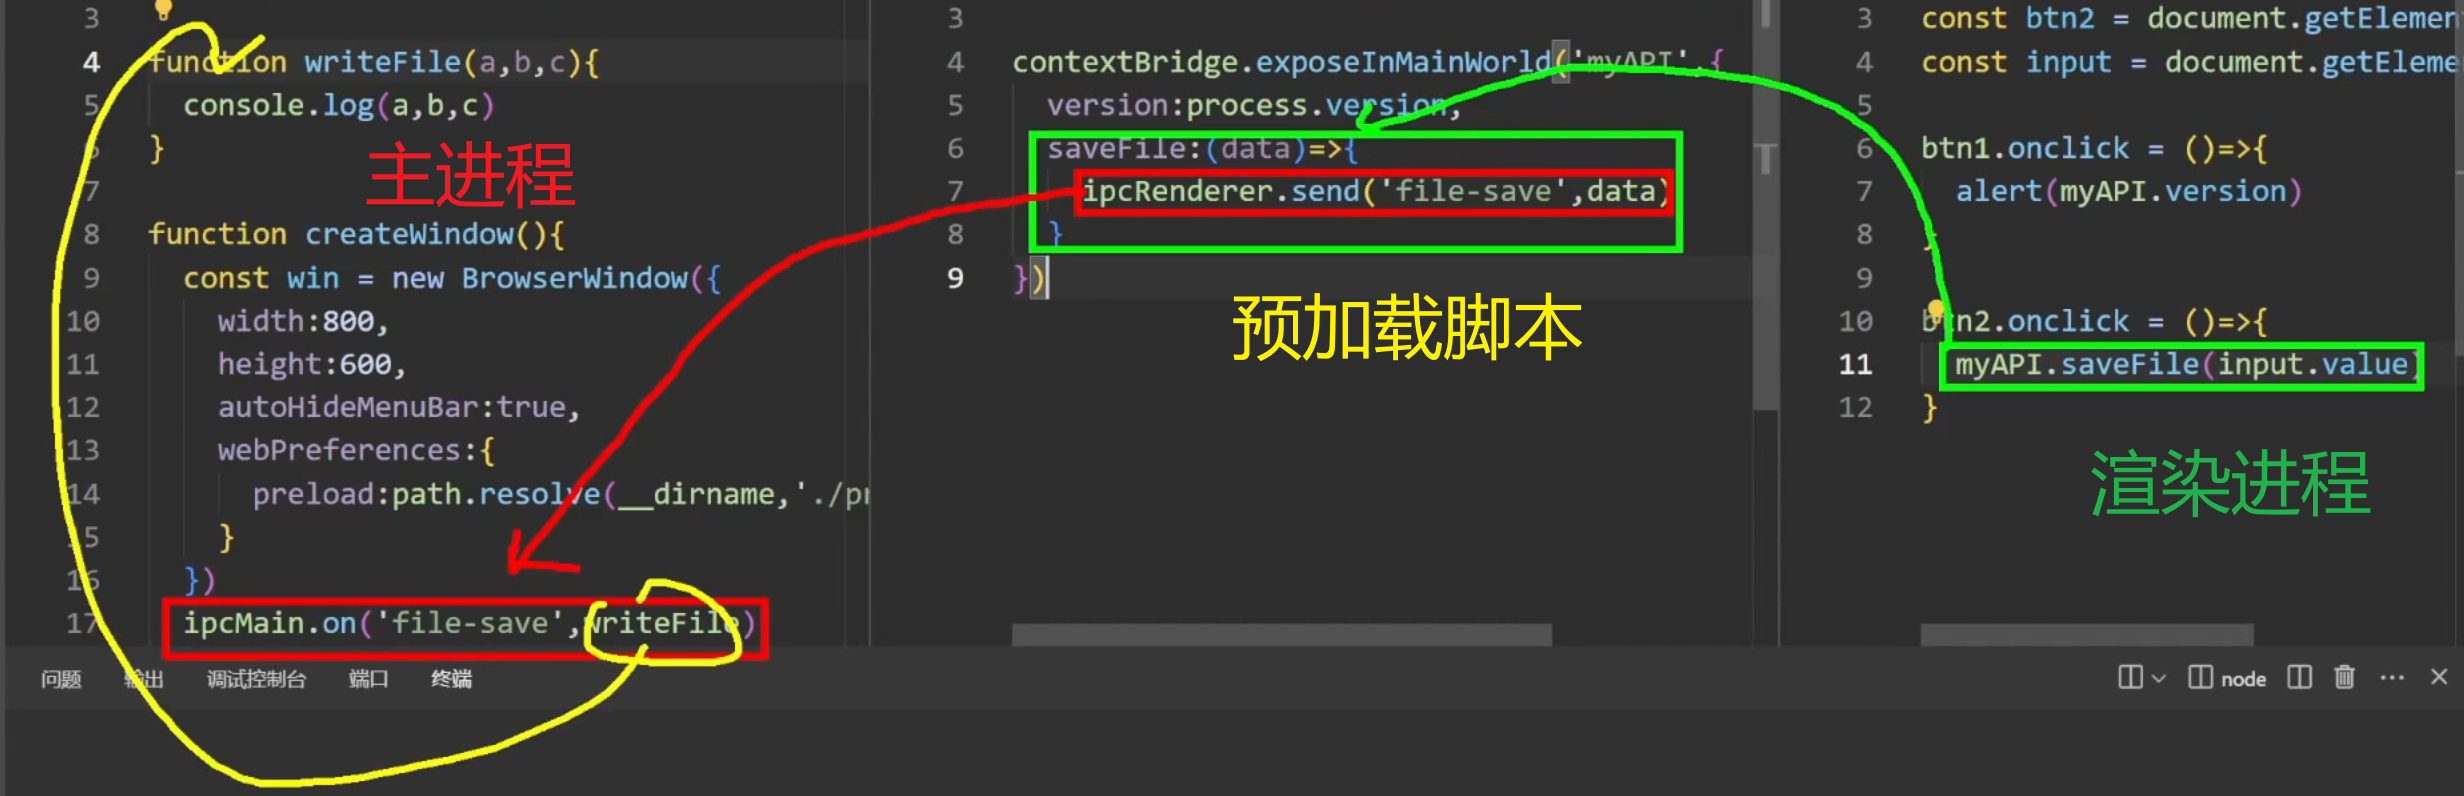 3
4 function writeFile(a,b,c){
5 console.log(a,b,c)
6 }
主进程
7
8 function createWindow(){
9 const win = new BrowserWindow({
10 width:800,
11 height:600,
12 autoHideMenuBar:true,
13 webPreferences:{
14 preload:path.resolve(__dirname,'./pr
15 }
16 })
17 ipcMain.on('file-save',writeFile)
3
4 contextBridge.exposeInMainWorld('myAPI',{
5 version:process.version,
6 saveFile:(data)=>{
7 ipcRenderer.send('file-save',data)
8 }
9 })
预加载脚本
3 const btn2 = document.getElemen
4 const input = document.getEleme
5
6 btn1.onclick = ()=>{
7 alert(myAPI.version)
8 }
9
10 btn2.onclick = ()=>{
11 myAPI.saveFile(input.value)
12 }
渲染进程
问题 输出 调试控制台 端口 终端 node